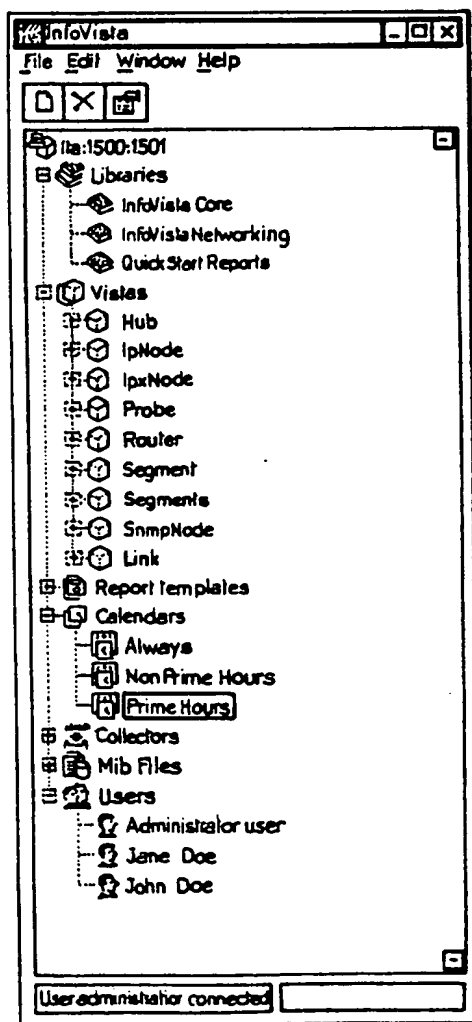 InfoVista
File Edit Window Help
lla:1500:1501
Libraries
InfoVista Core
InfoVista Networking
Quick Start Reports
Vistas
Hub
IpNode
IpxNode
Probe
Router
Segment
Segments
SnmpNode
Link
Report templates
Calendars
Always
Non Prime Hours
Prime Hours
Collectors
Mib Files
Users
Administrator user
Jane Doe
John Doe
User administrator connected